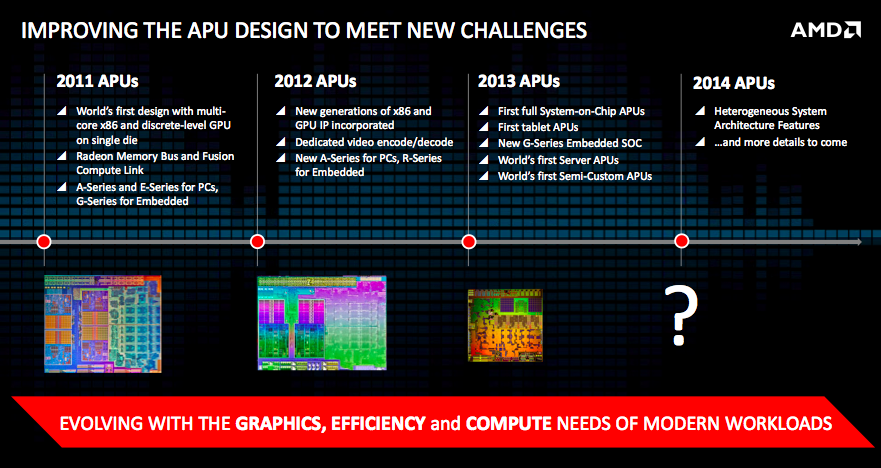 IMPROVING THE APU DESIGN TO MEET NEW CHALLENGES
AMD
2011 APUs
World's first design with multi-
core x86 and discrete-level GPU
on single die
Radeon Memory Bus and Fusion
Compute Link
A-Series and E-Series for PCs,
G-Series for Embedded
2012 APUs
New generations of x86 and
GPU IP incorporated
Dedicated video encode/decode
New A-Series for PCs, R-Series
for Embedded
2013 APUs
First full System-on-Chip APUs
First tablet APUs
New G-Series Embedded SOC
World's first Server APUs
World's first Semi-Custom APUs
2014 APUs
Heterogeneous System
Architecture Features
...and more details to come
?
EVOLVING WITH THE GRAPHICS, EFFICIENCY and COMPUTE NEEDS OF MODERN WORKLOADS